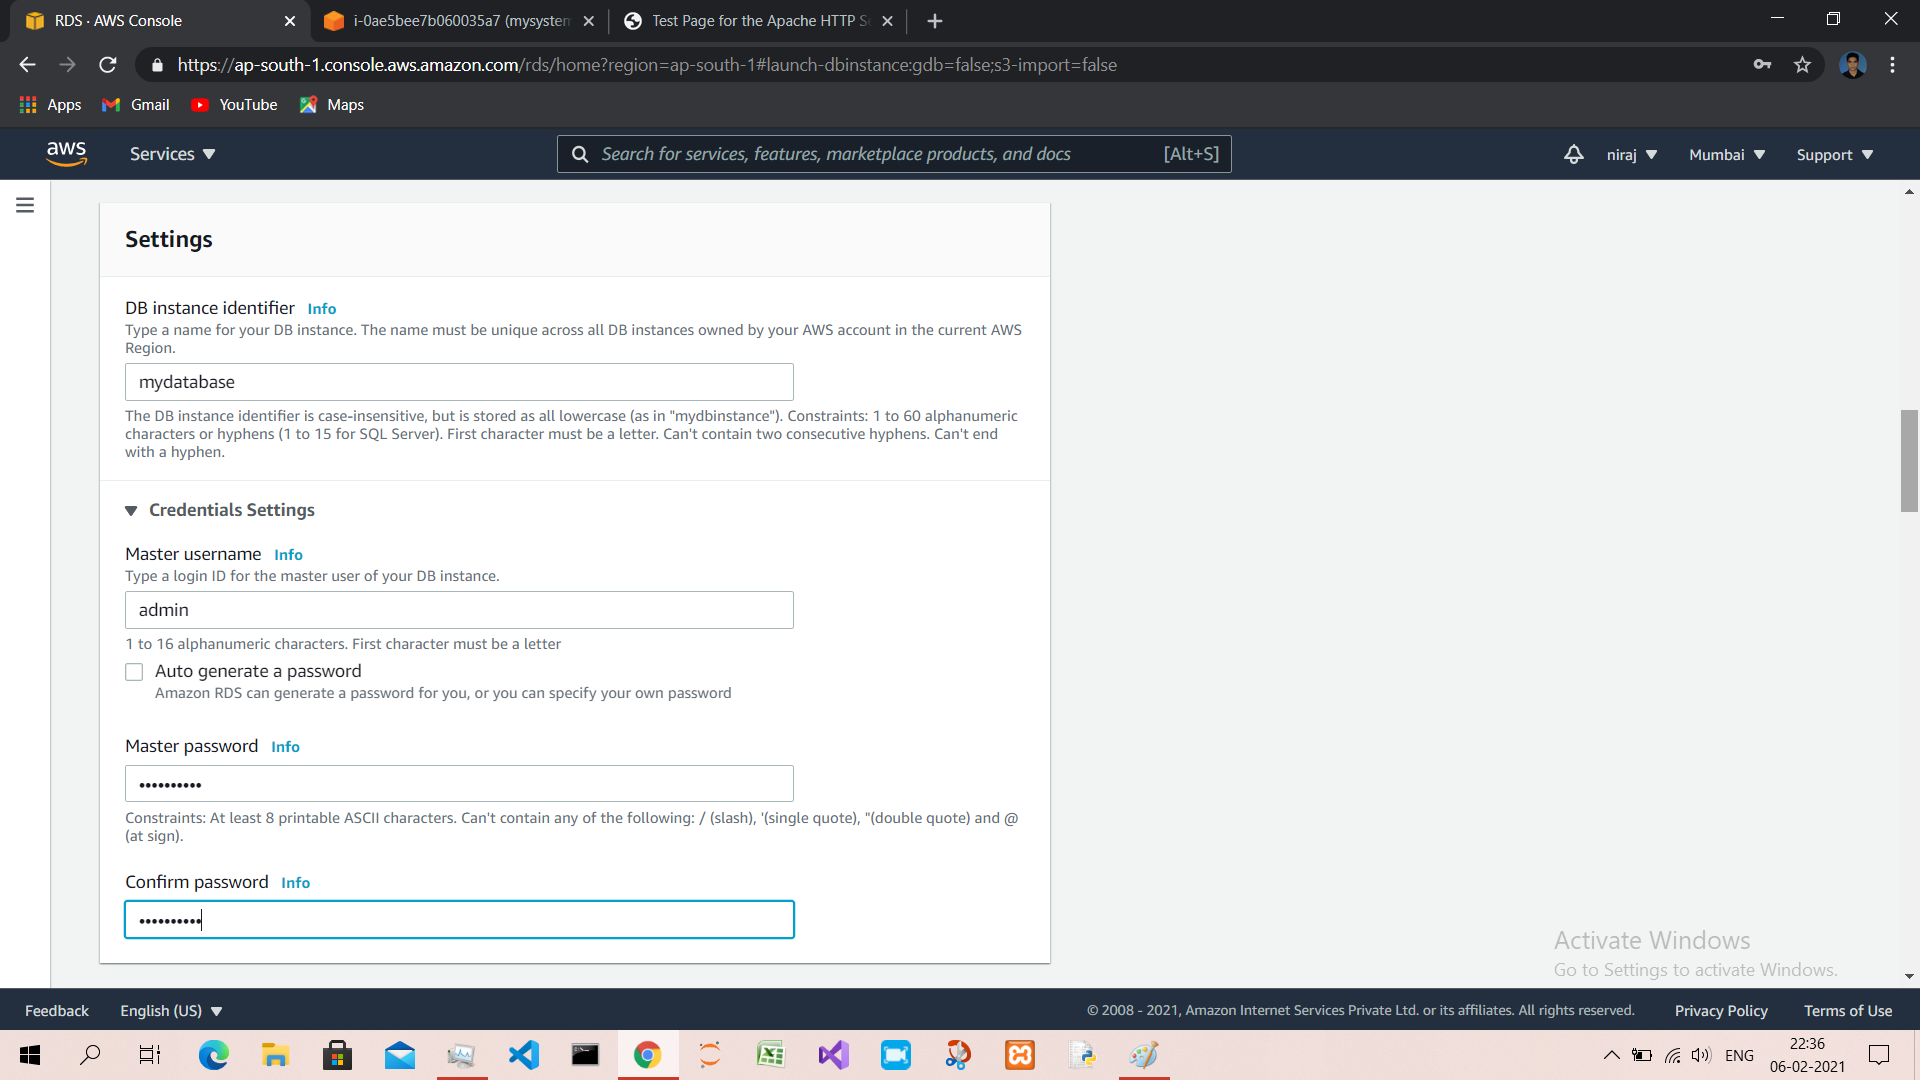 RDS · AWS Console
i-0ae5bee7b060035a7 (mysystem
Test Page for the Apache HTTP Se
https://ap-south-1.console.aws.amazon.com/rds/home?region=ap-south-1#launch-dbinstance:gdb=false;s3-import=false
Apps Gmail YouTube Maps
aws Services Search for services, features, marketplace products, and docs [Alt+S] niraj Mumbai Support
Settings
DB instance identifier Info
Type a name for your DB instance. The name must be unique across all DB instances owned by your AWS account in the current AWS
Region.
mydatabase
The DB instance identifier is case-insensitive, but is stored as all lowercase (as in "mydbinstance"). Constraints: 1 to 60 alphanumeric
characters or hyphens (1 to 15 for SQL Server). First character must be a letter. Can't contain two consecutive hyphens. Can't end
with a hyphen.
Credentials Settings
Master username Info
Type a login ID for the master user of your DB instance.
admin
1 to 16 alphanumeric characters. First character must be a letter
Auto generate a password
Amazon RDS can generate a password for you, or you can specify your own password
Master password Info
••••••••••
Constraints: At least 8 printable ASCII characters. Can't contain any of the following: / (slash), '(single quote), "(double quote) and @
(at sign).
Confirm password Info
••••••••••
Activate Windows
Go to Settings to activate Windows.
Feedback English (US) © 2008 - 2021, Amazon Internet Services Private Ltd. or its affiliates. All rights reserved. Privacy Policy Terms of Use
ENG
22:36
06-02-2021